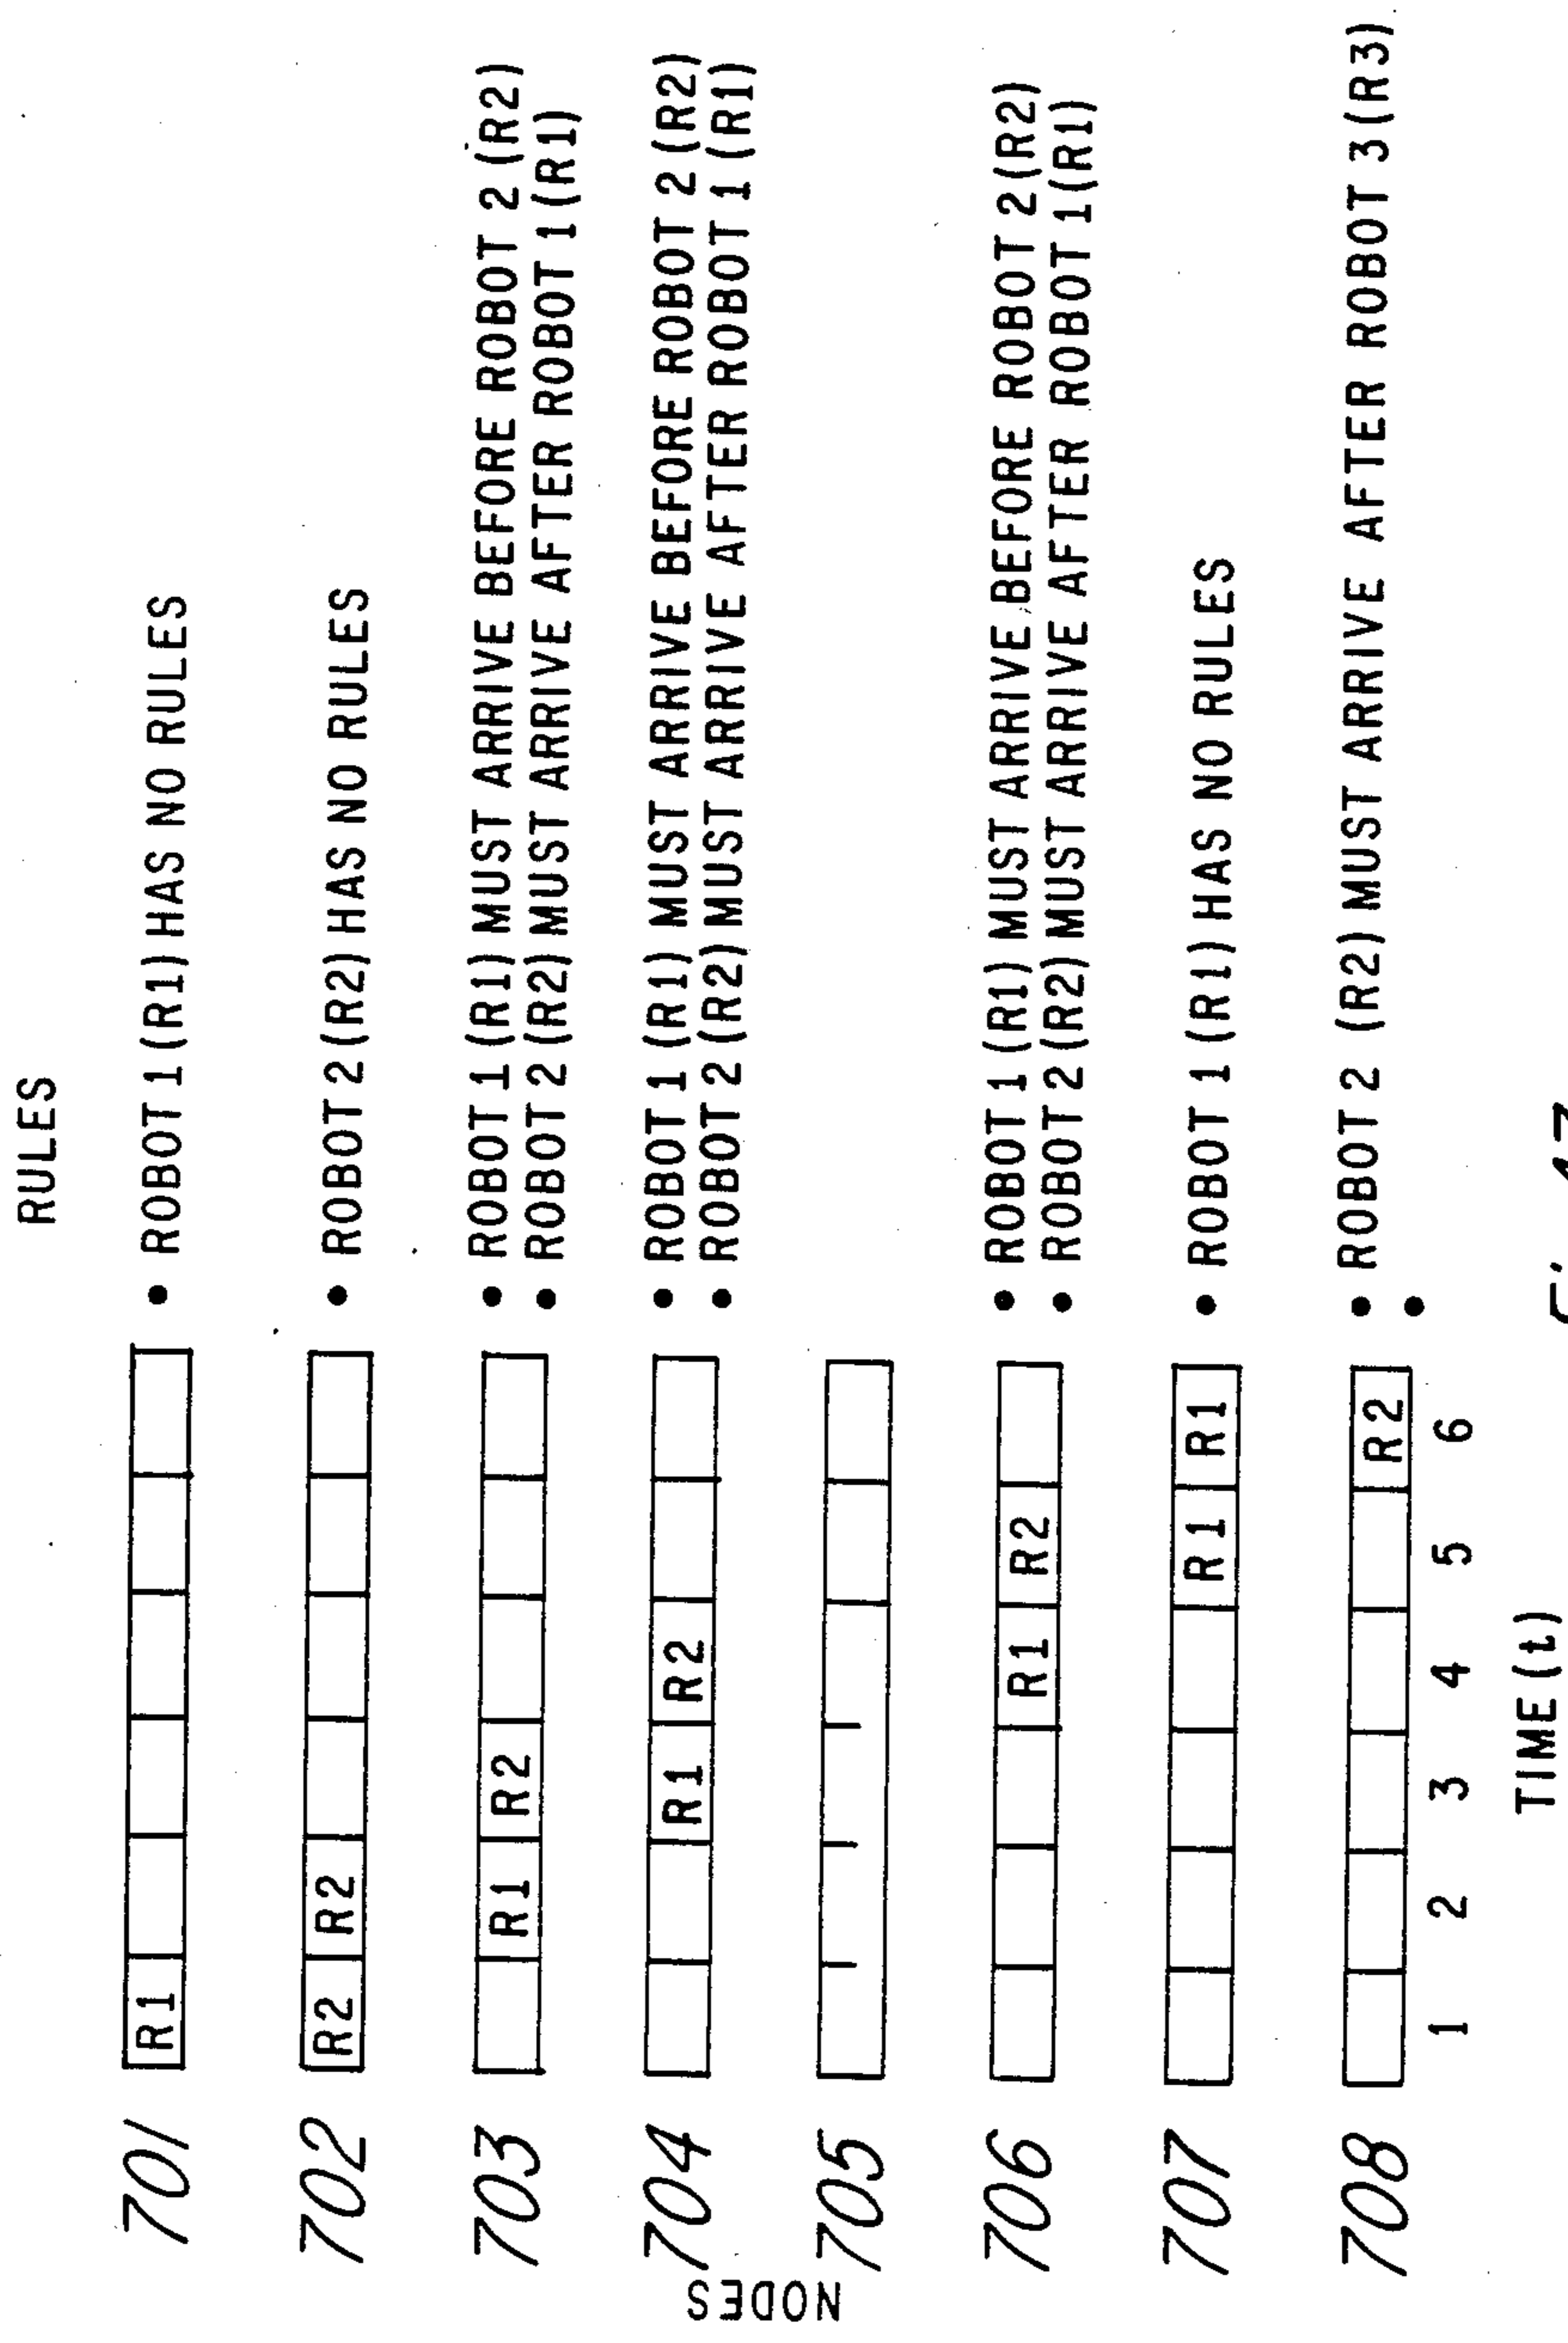 RULES
701 R1 • ROBOT 1 (R1) HAS NO RULES
702 R2 R2 • ROBOT 2 (R2) HAS NO RULES
703 R1 R2 • ROBOT 1 (R1) MUST ARRIVE BEFORE ROBOT 2 (R2)
• ROBOT 2 (R2) MUST ARRIVE AFTER ROBOT 1 (R1)
704 R1 R2 • ROBOT 1 (R1) MUST ARRIVE BEFORE ROBOT 2 (R2)
• ROBOT 2 (R2) MUST ARRIVE AFTER ROBOT 1 (R1)
NODES
705
706 R1 R2 • ROBOT 1 (R1) MUST ARRIVE BEFORE ROBOT 2 (R2)
• ROBOT 2 (R2) MUST ARRIVE AFTER ROBOT 1 (R1)
707 R1 R1 • ROBOT 1 (R1) HAS NO RULES
708 R2 • ROBOT 2 (R2) MUST ARRIVE AFTER ROBOT 3 (R3)
•
1 2 3 4 5 6
TIME (t)